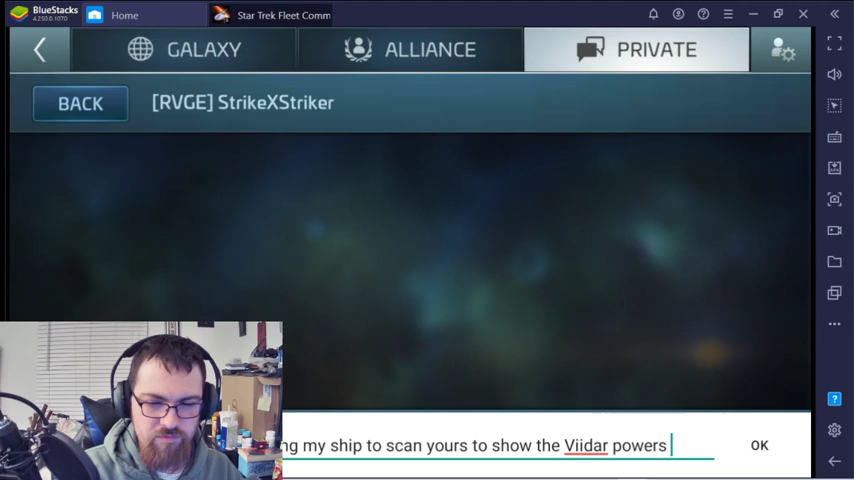 BlueStacks
4.250.0.1070
Home
Star Trek Fleet Comm
GALAXY
ALLIANCE
PRIVATE
BACK
[RVGE] StrikeXStriker
ng my ship to scan yours to show the Viidar powers
OK